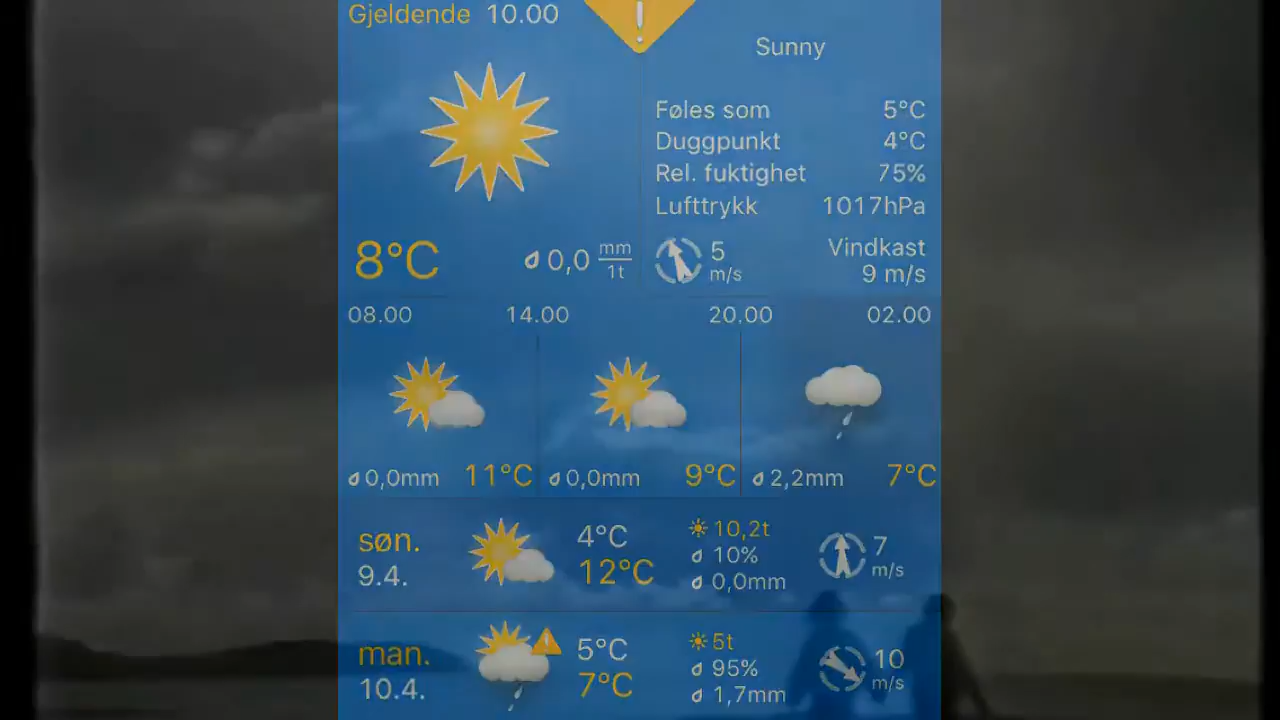 Gjeldende 10.00
Sunny
Føles som 5°C
Duggpunkt 4°C
Rel. fuktighet 75%
Lufttrykk 1017hPa
8°C 0,0 mm/1t 5 m/s Vindkast 9 m/s
08.00 14.00 20.00 02.00
0,0mm 11°C 0,0mm 9°C 2,2mm 7°C
søn. 9.4. 4°C 12°C 10,2t 10% 0,0mm 7 m/s
man. 10.4. 5°C 7°C 5t 95% 1,7mm 10 m/s